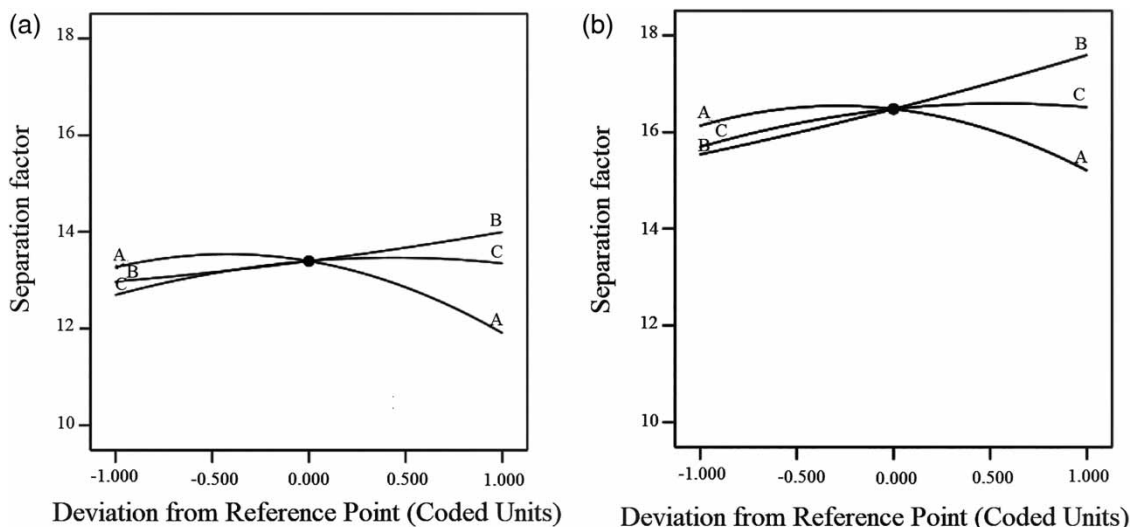 (a)
18
16
14
12
10
Separation factor
A
B
C
B
C
A
-1.000
-0.500
0.000
0.500
1.000
Deviation from Reference Point (Coded Units)
(b)
18
16
14
12
10
Separation factor
A
C
B
B
C
A
-1.000
-0.500
0.000
0.500
1.000
Deviation from Reference Point (Coded Units)